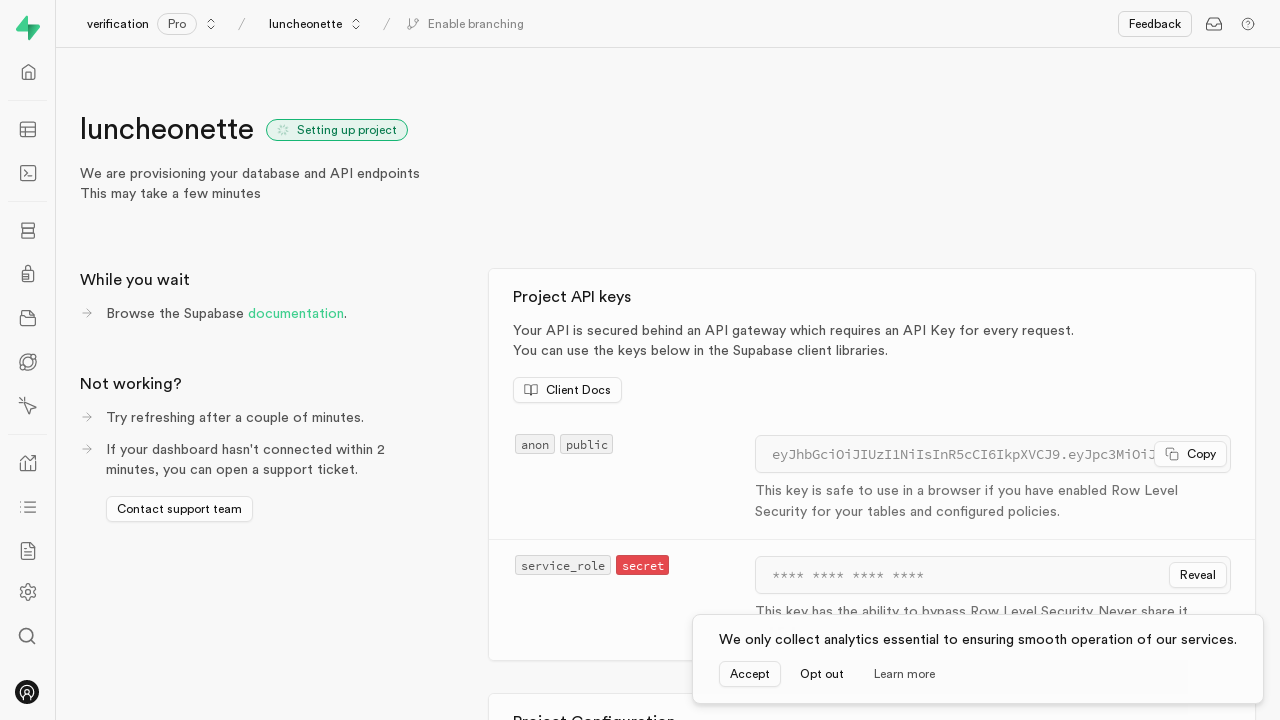 verification Pro / luncheonette / Enable branching
Feedback
luncheonette Setting up project
We are provisioning your database and API endpoints
This may take a few minutes
While you wait
Browse the Supabase documentation.
Not working?
Try refreshing after a couple of minutes.
If your dashboard hasn't connected within 2
minutes, you can open a support ticket.
Contact support team
Project API keys
Your API is secured behind an API gateway which requires an API Key for every request.
You can use the keys below in the Supabase client libraries.
Client Docs
anon public
eyJhbGciOiJIUzI1NiIsInR5cCI6IkpXVCJ9.eyJpc3MiOiJ
Copy
This key is safe to use in a browser if you have enabled Row Level
Security for your tables and configured policies.
service_role secret
**** **** **** ****
Reveal
This key has the ability to bypass Row Level Security. Never share it
We only collect analytics essential to ensuring smooth operation of our services.
Accept Opt out Learn more
Project Configuration